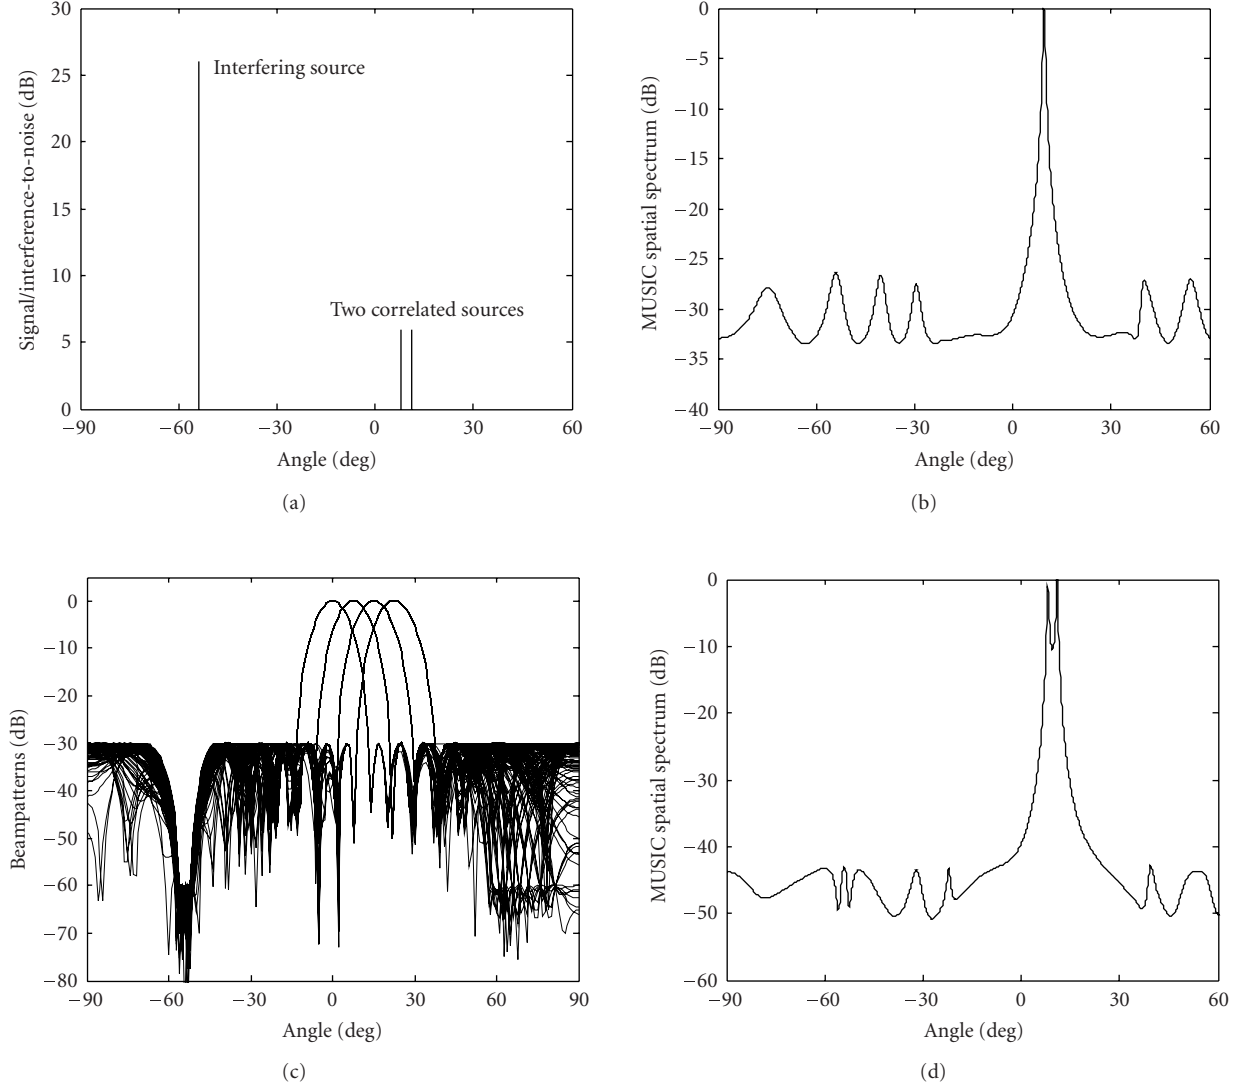 30
25
20
15
10
5
0
Signal/interference-to-noise (dB)
Interfering source
Two correlated sources
−90 −60 −30 0 30 60
Angle (deg)
(a)
0
−5
−10
−15
−20
−25
−30
−35
−40
MUSIC spatial spectrum (dB)
−90 −60 −30 0 30 60
Angle (deg)
(b)
0
−10
−20
−30
−40
−50
−60
−70
−80
Beampatterns (dB)
−90 −60 −30 0 30 60 90
Angle (deg)
(c)
0
−10
−20
−30
−40
−50
−60
MUSIC spatial spectrum (dB)
−90 −60 −30 0 30 60
Angle (deg)
(d)